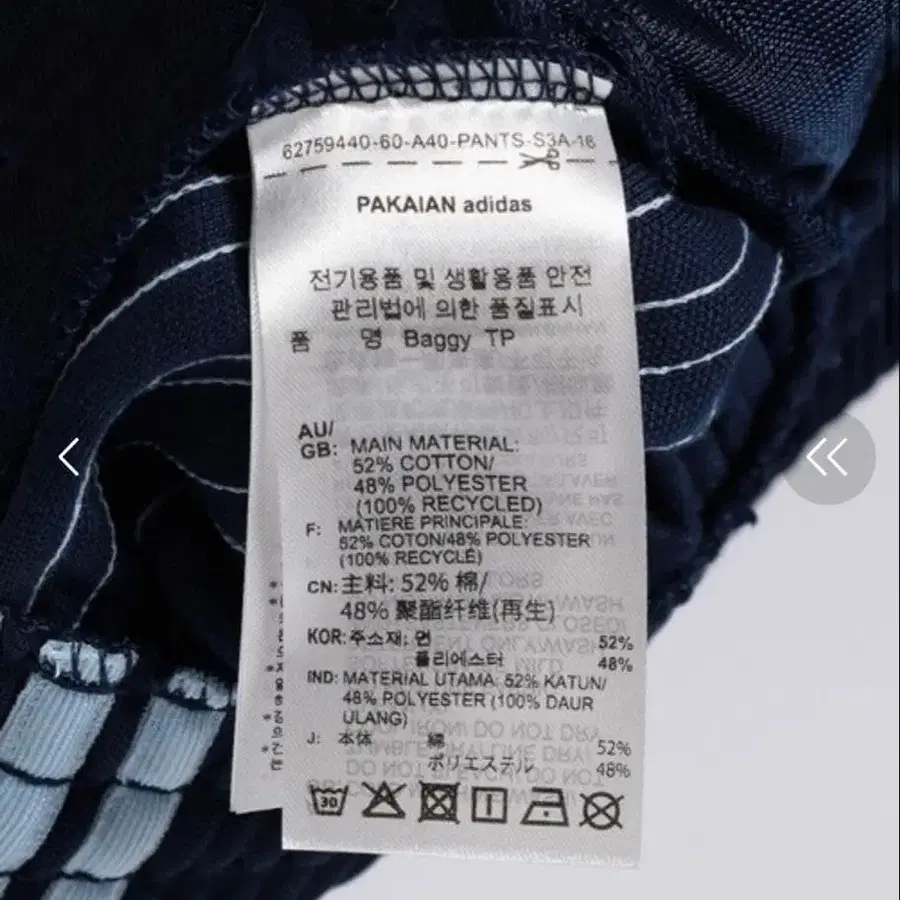 62759440-60-A40-PANTS-S3A-16
PAKAIAN adidas
전기용품 및 생활용품 안전
관리법에 의한 품질표시
품 명 Baggy TP
AU/
GB: MAIN MATERIAL:
52% COTTON/
48% POLYESTER
(100% RECYCLED)
F: MATIERE PRINCIPALE:
52% COTON/48% POLYESTER
(100% RECYCLÉ)
CN: 主料: 52% 棉/
48% 聚酯纤维(再生)
KOR: 주소재: 면 52%
폴리에스터 48%
IND: MATERIAL UTAMA: 52% KATUN/
48% POLYESTER (100% DAUR
ULANG)
J: 本体 綿 52%
ポリエステル 48%
30